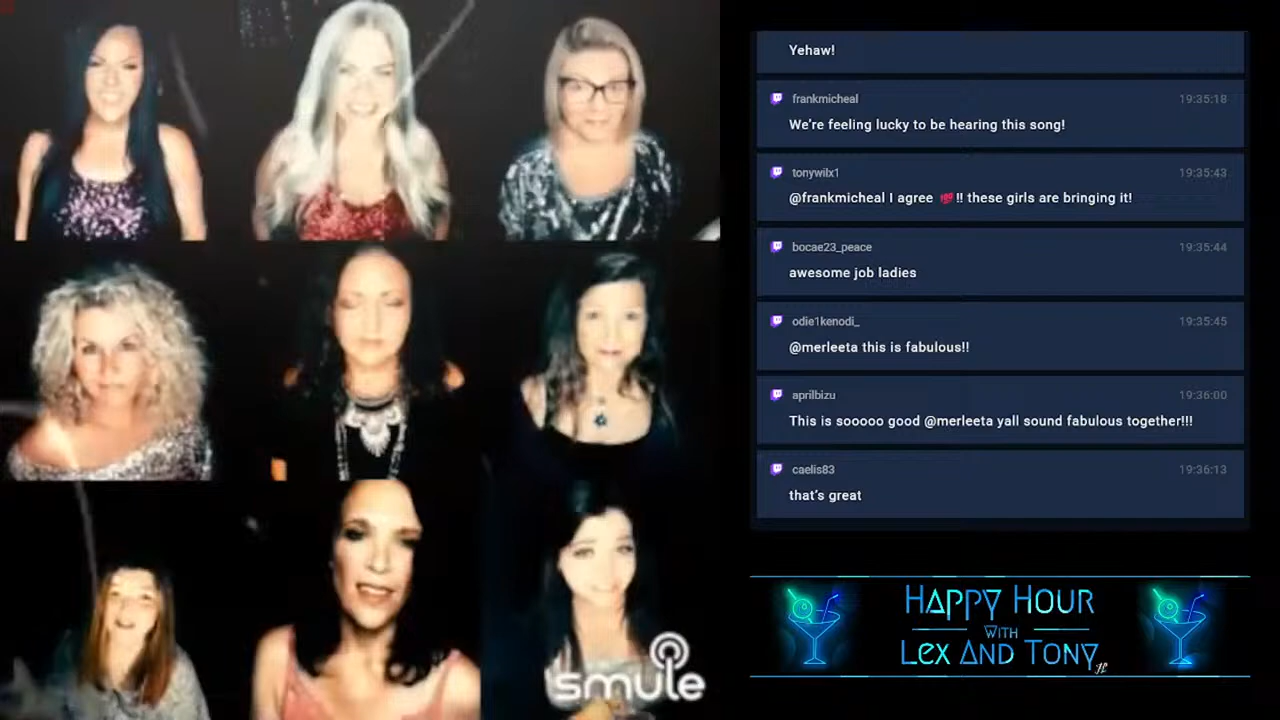 Yehaw!
frankmicheal 19:35:18
We're feeling lucky to be hearing this song!
tonywilx1 19:35:43
@frankmicheal I agree 💯!! these girls are bringing it!
bocae23_peace 19:35:44
awesome job ladies
odie1kenodi_ 19:35:45
@merleeta this is fabulous!!
aprilbizu 19:36:00
This is sooooo good @merleeta yall sound fabulous together!!!
caelis83 19:36:13
that's great
HAPPY HOUR
WITH
LEX AND TONY
smule